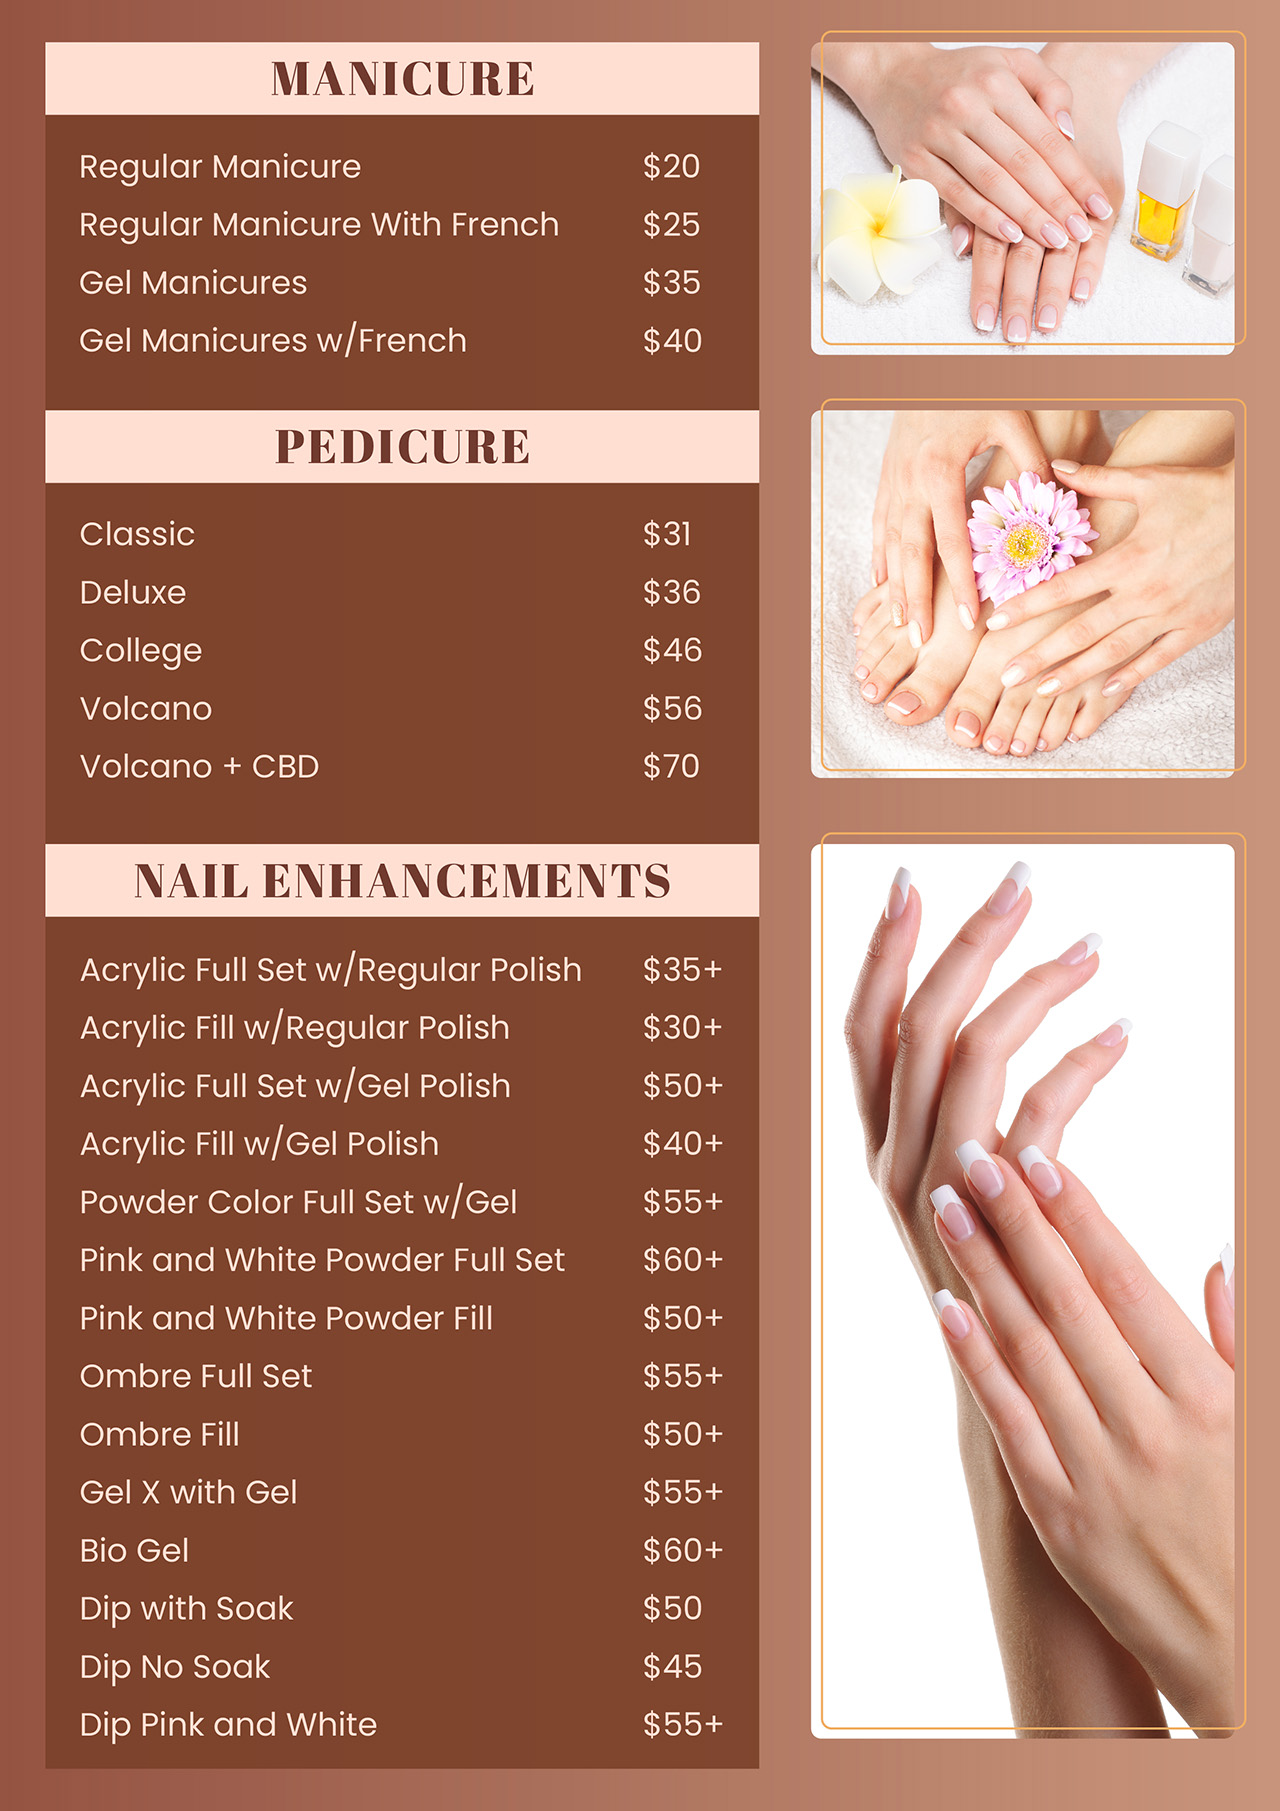 MANICURE
Regular Manicure $20
Regular Manicure With French $25
Gel Manicures $35
Gel Manicures w/French $40
PEDICURE
Classic $31
Deluxe $36
College $46
Volcano $56
Volcano + CBD $70
NAIL ENHANCEMENTS
Acrylic Full Set w/Regular Polish $35+
Acrylic Fill w/Regular Polish $30+
Acrylic Full Set w/Gel Polish $50+
Acrylic Fill w/Gel Polish $40+
Powder Color Full Set w/Gel $55+
Pink and White Powder Full Set $60+
Pink and White Powder Fill $50+
Ombre Full Set $55+
Ombre Fill $50+
Gel X with Gel $55+
Bio Gel $60+
Dip with Soak $50
Dip No Soak $45
Dip Pink and White $55+